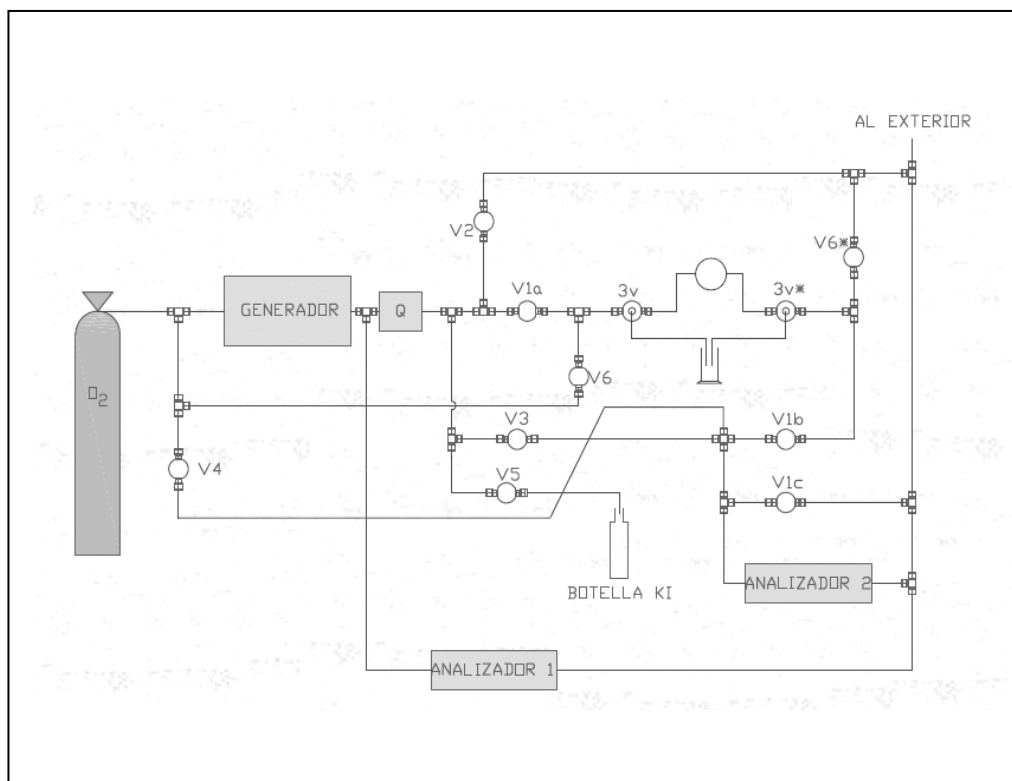 AL EXTERIOR
V2
V6*
V1a
3v
3v*
GENERADOR
Q
O2
V6
V3
V1b
V4
V5
V1c
BOTELLA KI
ANALIZADOR 2
ANALIZADOR 1